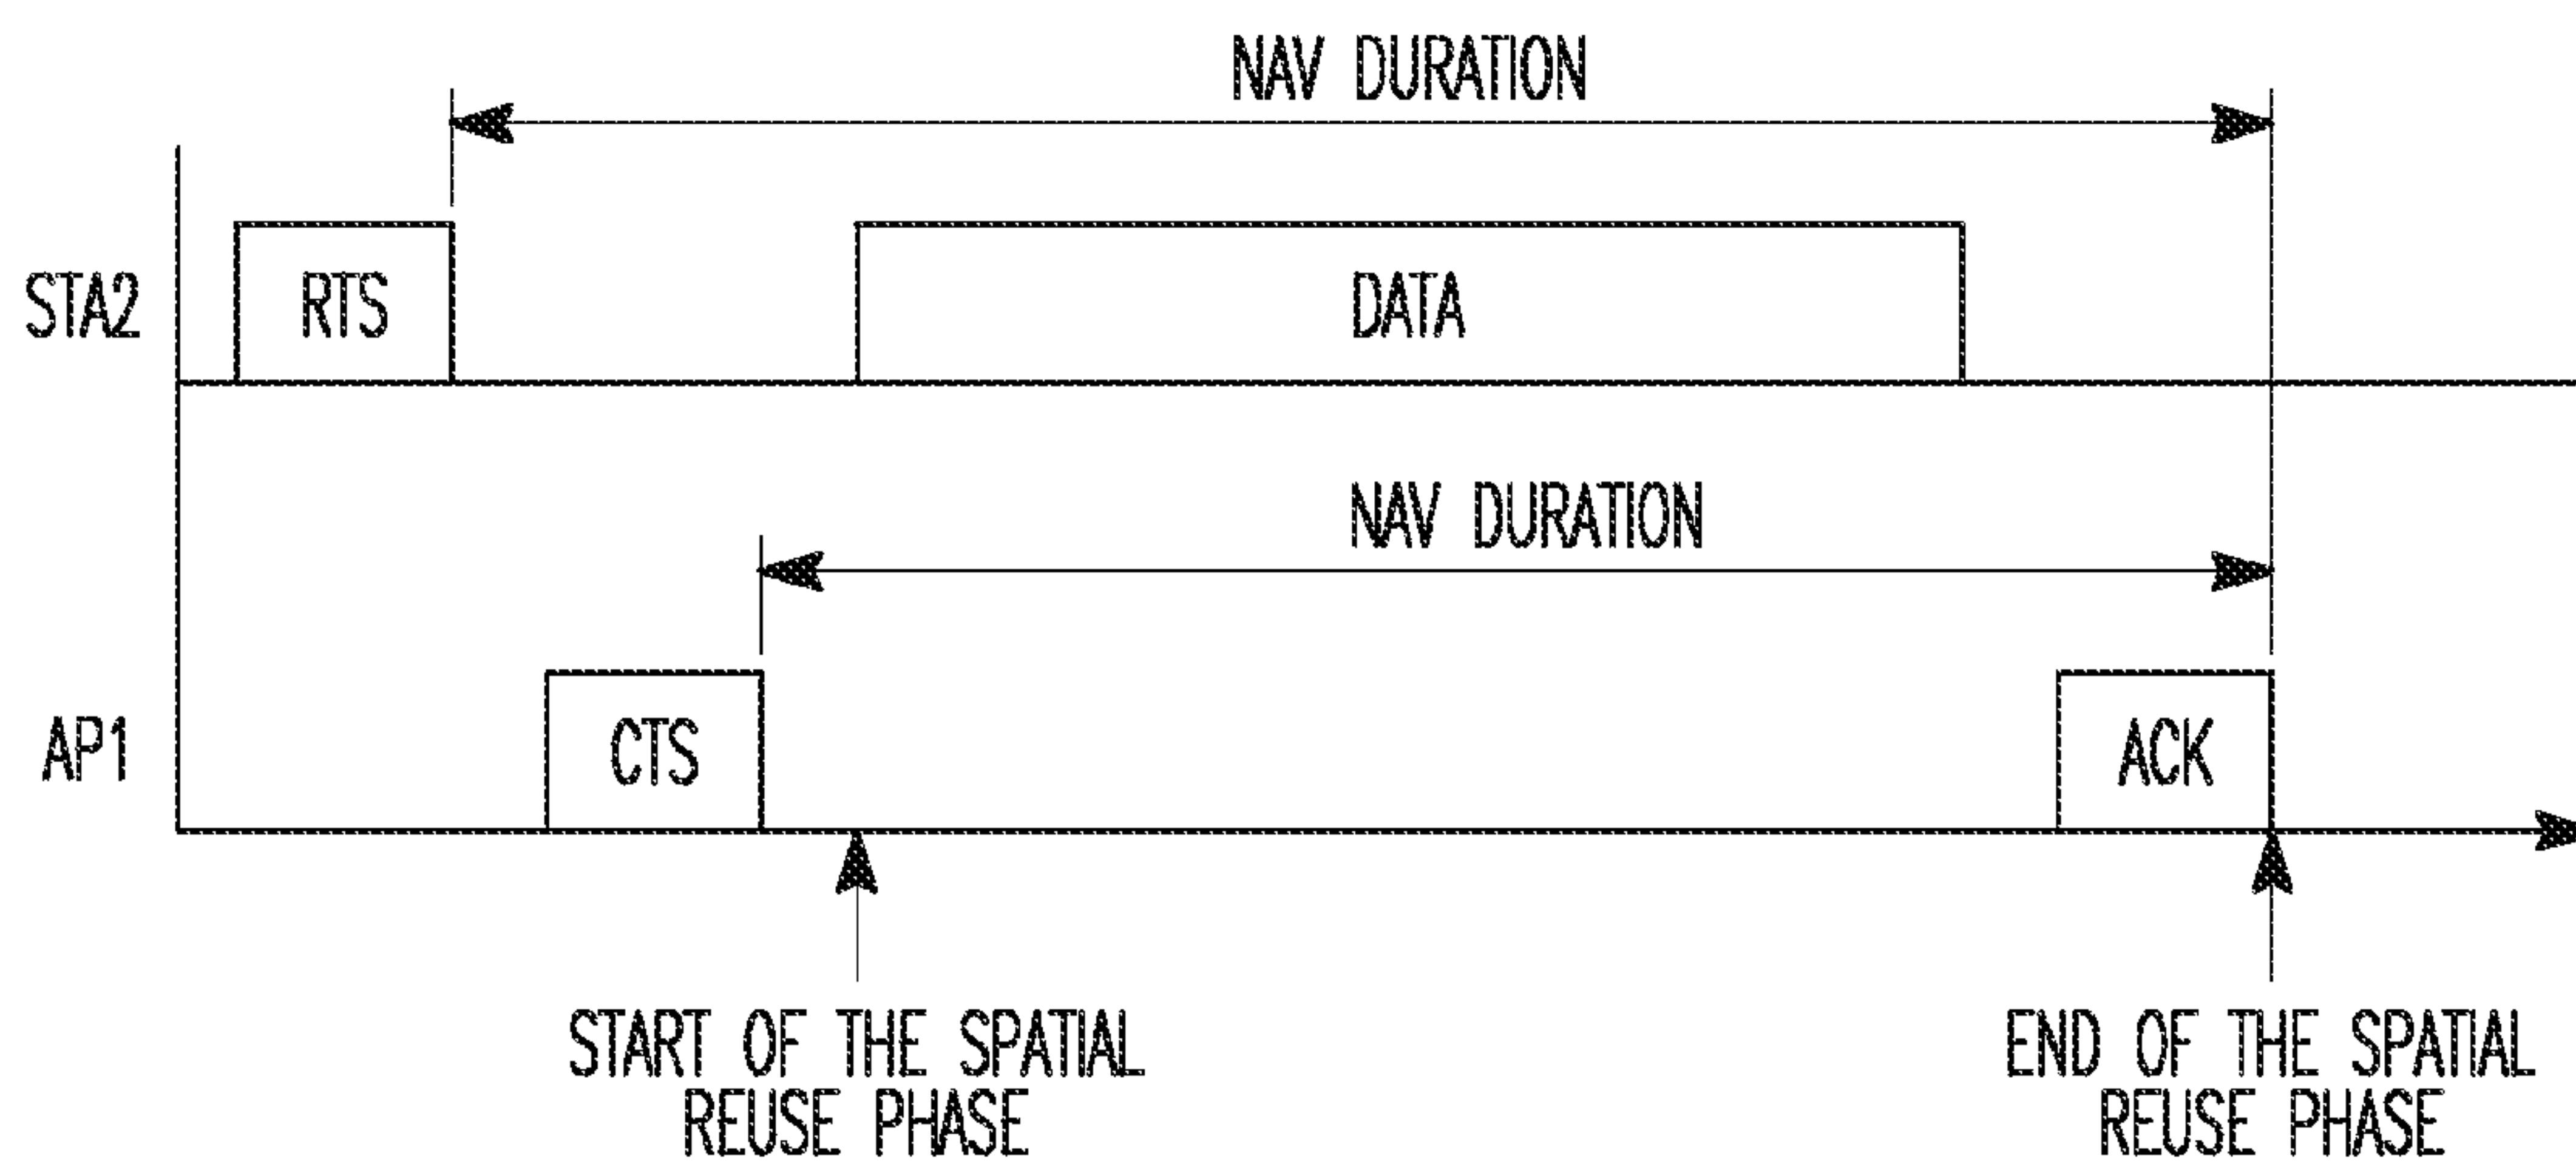 NAV DURATION
STA2
RTS
DATA
NAV DURATION
AP1
CTS
ACK
START OF THE SPATIAL
REUSE PHASE
END OF THE SPATIAL
REUSE PHASE